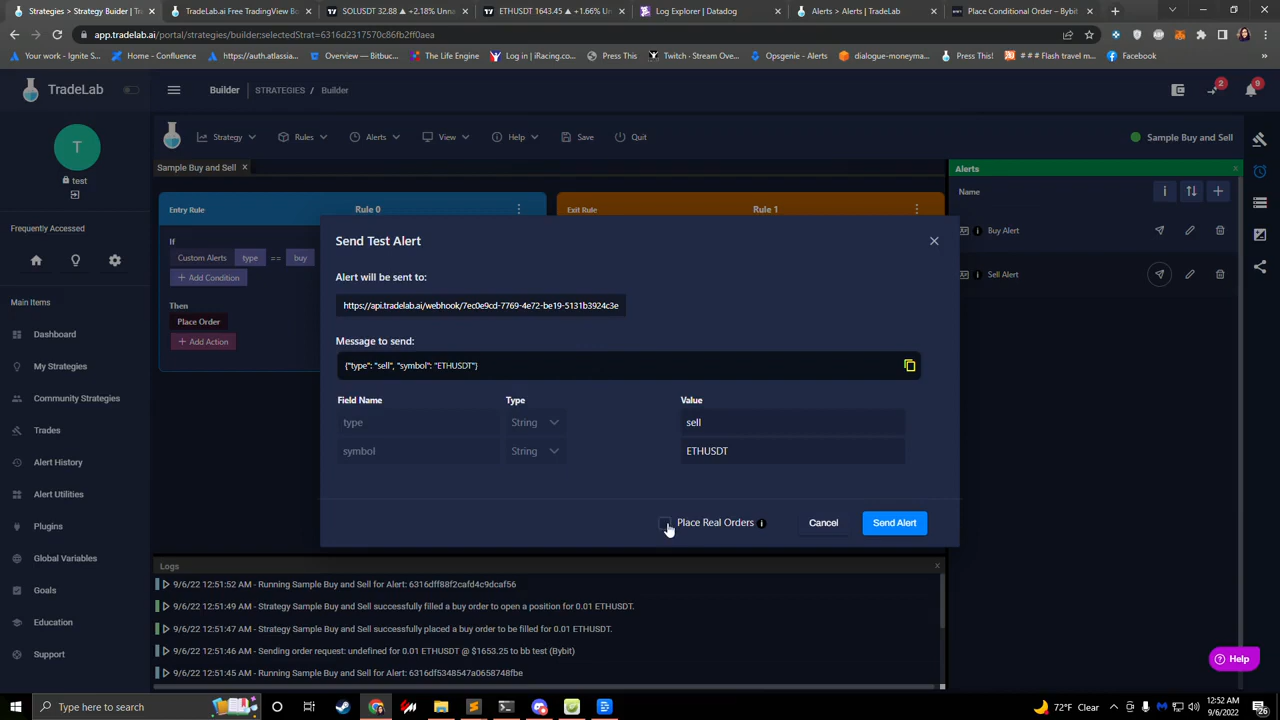 Strategies > Strategy Buider | Tr
TradeLab.ai Free TradingView Bo
SOLUSDT 32.88 ▲ +2.18% Unna
ETHUSDT 1643.45 ▲ +1.66% Un
Log Explorer | Datadog
Alerts > Alerts | TradeLab
Place Conditional Order – Bybit
app.tradelab.ai/portal/strategies/builder;selectedStrat=6316d2317570c86fb2ff0aea
Your work - Ignite S...
Home - Confluence
https://auth.atlassia...
Overview — Bitbuc...
The Life Engine
Log in | iRacing.co...
Press This
Twitch - Stream Ove...
Opsgenie - Alerts
dialogue-moneyma...
Press This!
# # # Flash travel m...
Facebook
TradeLab
Builder
STRATEGIES / Builder
2
9
T
test
Strategy
Rules
Alerts
View
Help
Save
Quit
Sample Buy and Sell
Sample Buy and Sell x
Alerts
Name
Buy Alert
Sell Alert
Frequently Accessed
Main Items
Dashboard
My Strategies
Community Strategies
Trades
Alert History
Alert Utilities
Plugins
Global Variables
Goals
Education
Support
Entry Rule
Rule 0
Exit Rule
Rule 1
If
Custom Alerts type == buy
+ Add Condition
Then
Place Order
+ Add Action
Send Test Alert
Alert will be sent to:
https://api.tradelab.ai/webhook/7ec0e9cd-7769-4e72-be19-5131b3924c3e
Message to send:
{"type": "sell", "symbol": "ETHUSDT"}
Field Name Type Value
type String sell
symbol String ETHUSDT
Place Real Orders
Cancel
Send Alert
Logs
9/6/22 12:51:52 AM - Running Sample Buy and Sell for Alert: 6316dff88f2cafd4c9dcaf56
9/6/22 12:51:49 AM - Strategy Sample Buy and Sell successfully filled a buy order to open a position for 0.01 ETHUSDT.
9/6/22 12:51:47 AM - Strategy Sample Buy and Sell successfully placed a buy order to be filled for 0.01 ETHUSDT.
9/6/22 12:51:46 AM - Sending order request: undefined for 0.01 ETHUSDT @ $1653.25 to bb test (Bybit)
9/6/22 12:51:45 AM - Running Sample Buy and Sell for Alert: 6316df5348547a0658748fbe
Help
Type here to search
72°F Clear
12:52 AM
9/6/2022
26